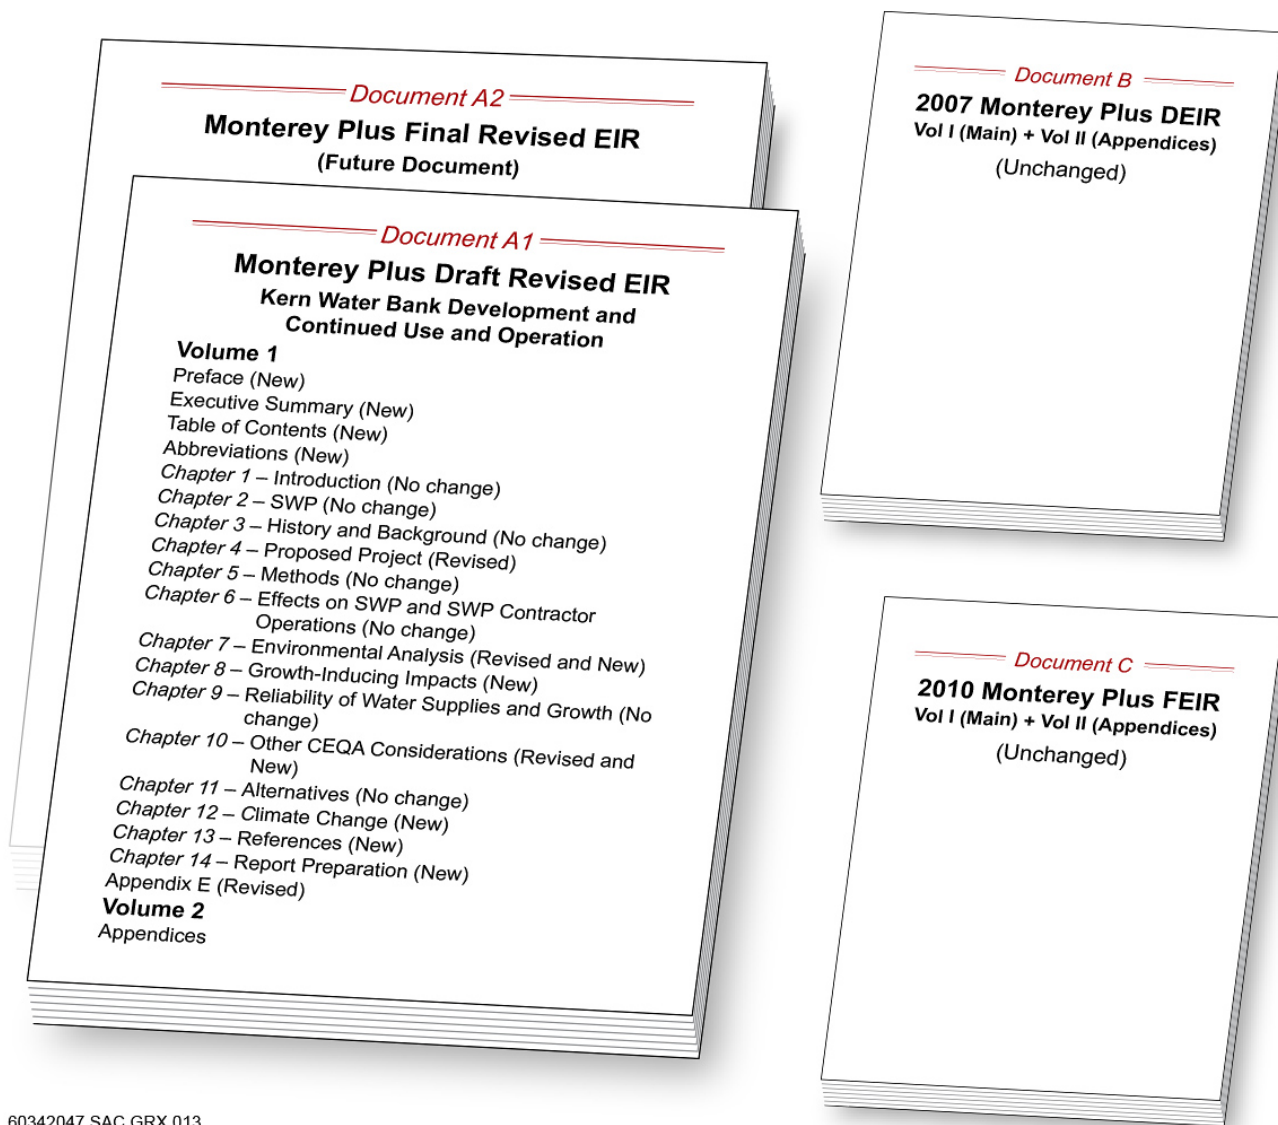 Document A2
Monterey Plus Final Revised EIR
(Future Document)
Document A1
Monterey Plus Draft Revised EIR
Kern Water Bank Development and
Continued Use and Operation
Volume 1
Preface (New)
Executive Summary (New)
Table of Contents (New)
Abbreviations (New)
Chapter 1 – Introduction (No change)
Chapter 2 – SWP (No change)
Chapter 3 – History and Background (No change)
Chapter 4 – Proposed Project (Revised)
Chapter 5 – Methods (No change)
Chapter 6 – Effects on SWP and SWP Contractor
Operations (No change)
Chapter 7 – Environmental Analysis (Revised and New)
Chapter 8 – Growth-Inducing Impacts (New)
Chapter 9 – Reliability of Water Supplies and Growth (No
change)
Chapter 10 – Other CEQA Considerations (Revised and
New)
Chapter 11 – Alternatives (No change)
Chapter 12 – Climate Change (New)
Chapter 13 – References (New)
Chapter 14 – Report Preparation (New)
Appendix E (Revised)
Volume 2
Appendices
Document B
2007 Monterey Plus DEIR
Vol I (Main) + Vol II (Appendices)
(Unchanged)
Document C
2010 Monterey Plus FEIR
Vol I (Main) + Vol II (Appendices)
(Unchanged)
60342047 SAC GRX 013